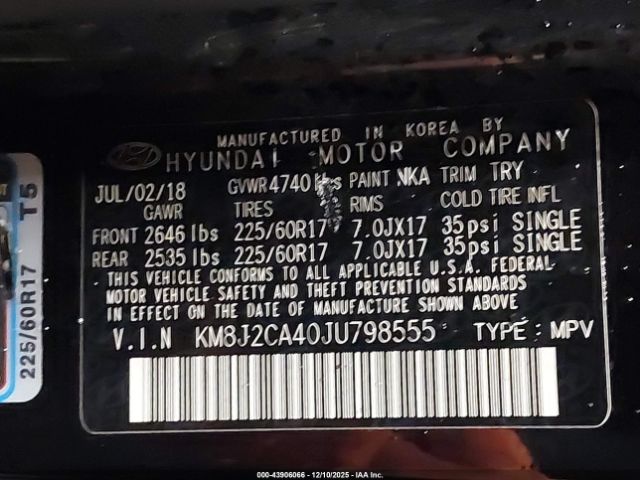 MANUFACTURED IN KOREA BY
HYUNDAI MOTOR COMPANY
JUL/02/18 GVWR 4740 lbs PAINT NKA TRIM TRY
GAWR TIRES RIMS COLD TIRE INFL
FRONT 2646 lbs 225/60R17 7.0JX17 35psi SINGLE
REAR 2535 lbs 225/60R17 7.0JX17 35psi SINGLE
THIS VEHICLE CONFORMS TO ALL APPLICABLE U.S.A. FEDERAL
MOTOR VEHICLE SAFETY AND THEFT PREVENTION STANDARDS
IN EFFECT ON THE DATE OF MANUFACTURE SHOWN ABOVE
V.I.N KM8J2CA40JU798555 TYPE: MPV
225/60R17 T5
000-43906066 - 12/10/2025 - IAA Inc.